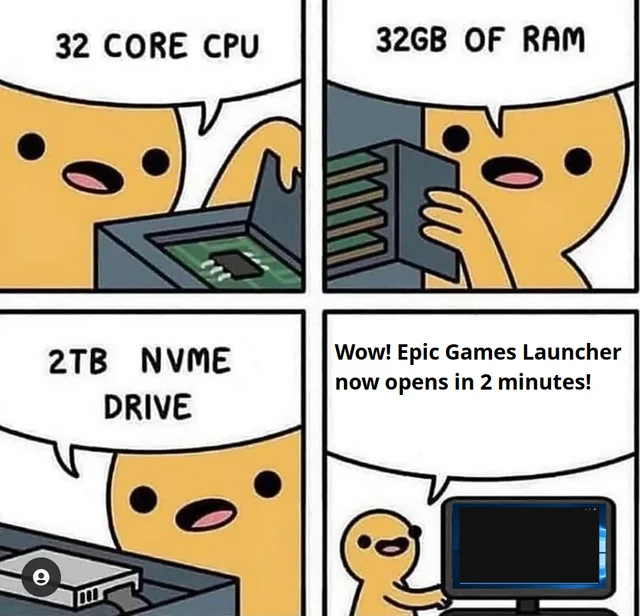 32 CORE CPU
32GB OF RAM
2TB NVME
DRIVE
Wow! Epic Games Launcher
now opens in 2 minutes!